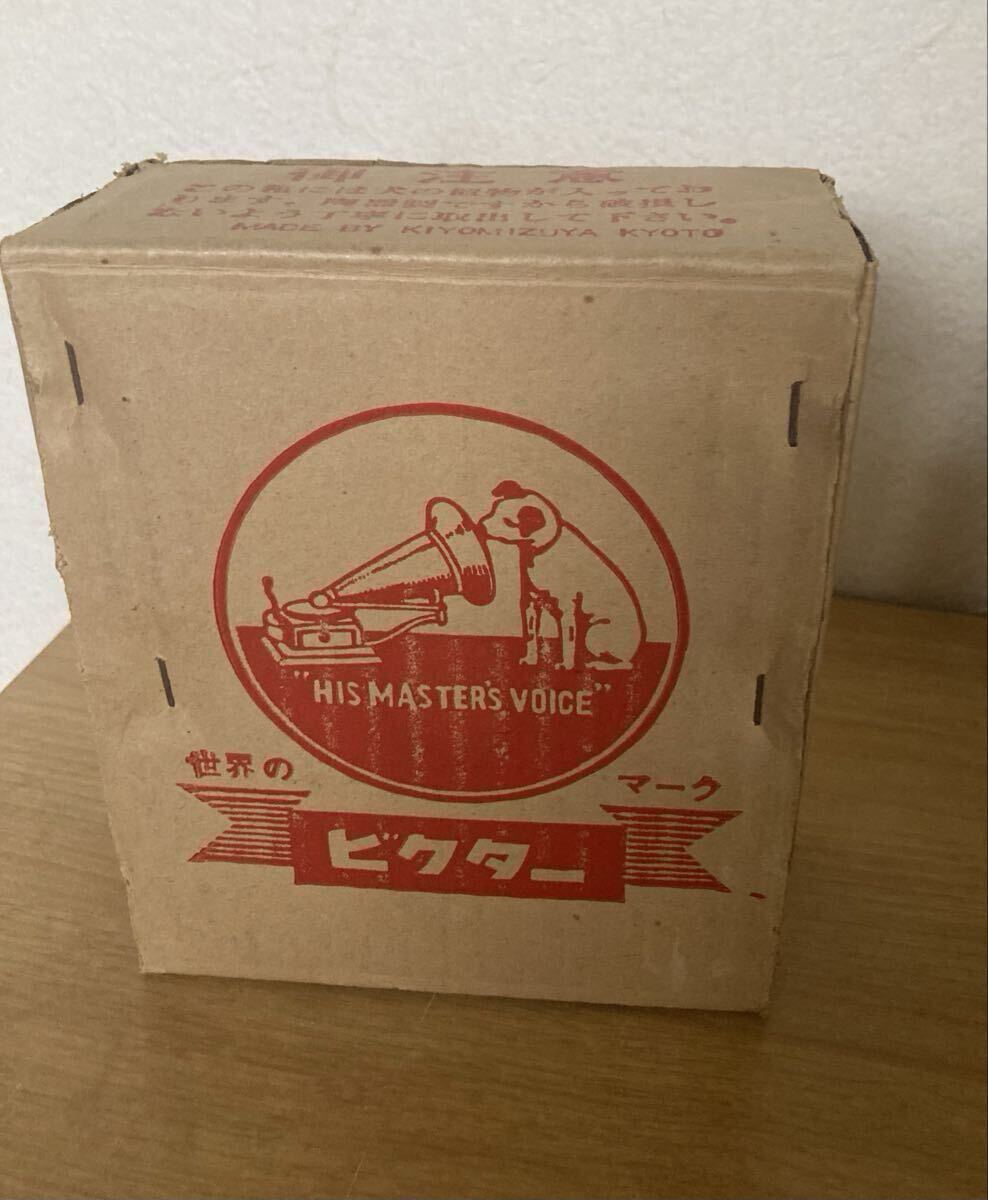 御注意
この箱には犬の置物が入ってお
ります。陶器製ですから破損し
ないよう丁寧に取出して下さい。
MADE BY KIYOMIZUYA KYOTO
"HIS MASTER'S VOICE"
世界の マーク
ビクター